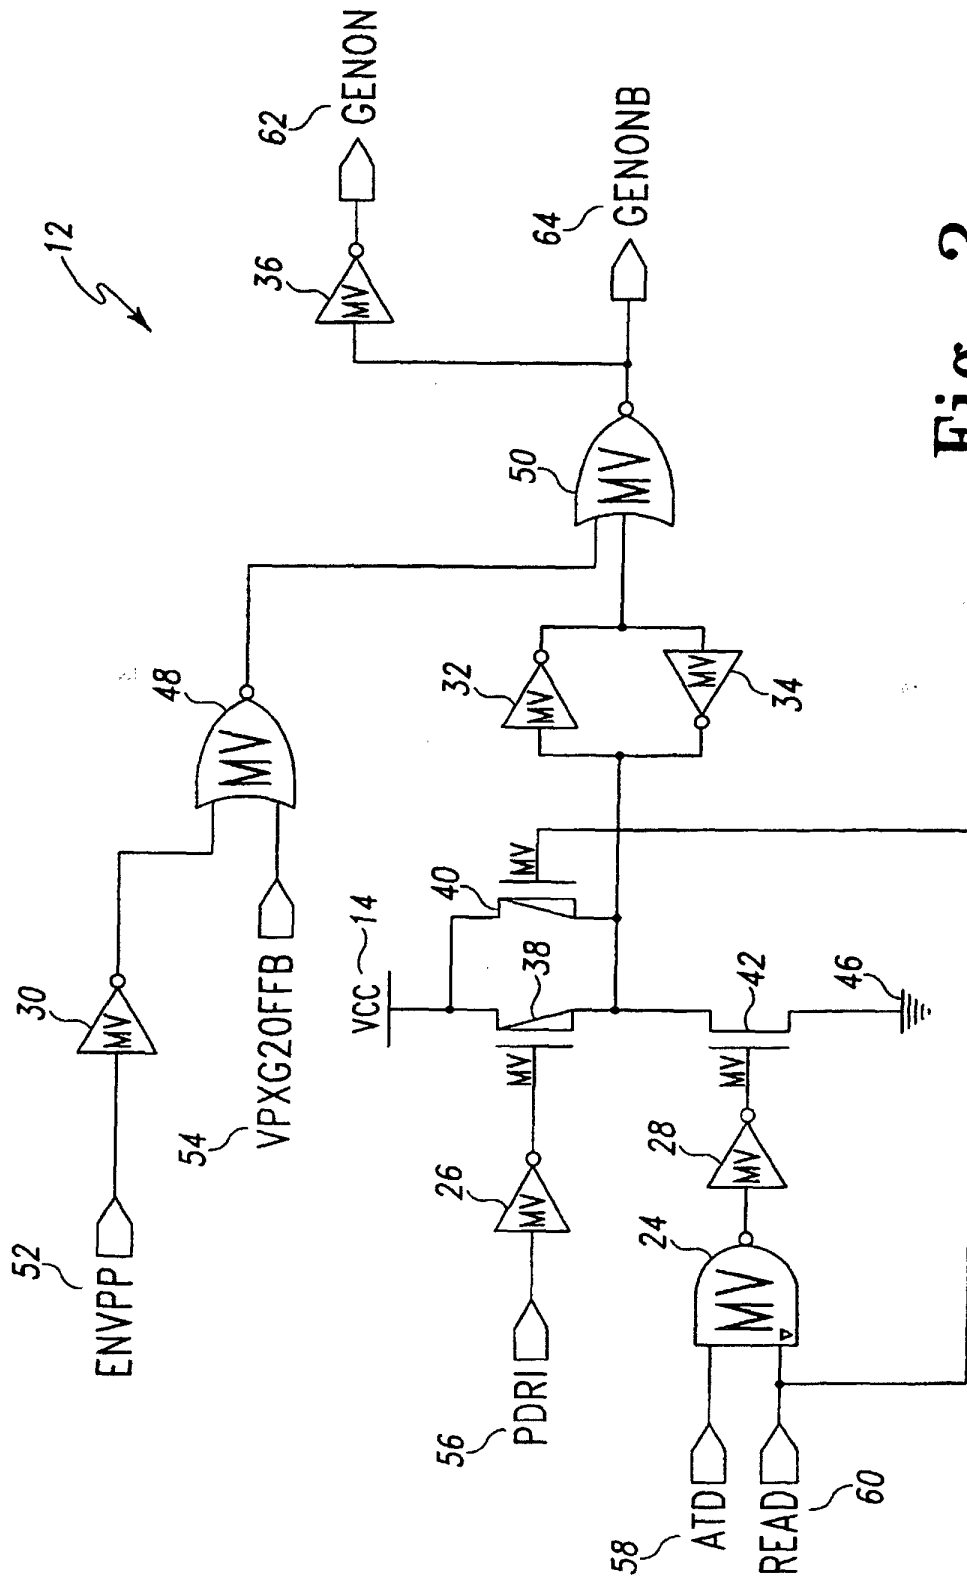 12
52
ENVPP
30
MV
54
VPXG2OFFB
48
MV
62
GENON
36
MV
64
GENONB
50
MV
VCC
14
40
MV
38
MV
56
PDRI
26
MV
32
MV
34
MV
58
ATD
READ
60
24
MV
28
MV
42
MV
46
Fig. 2